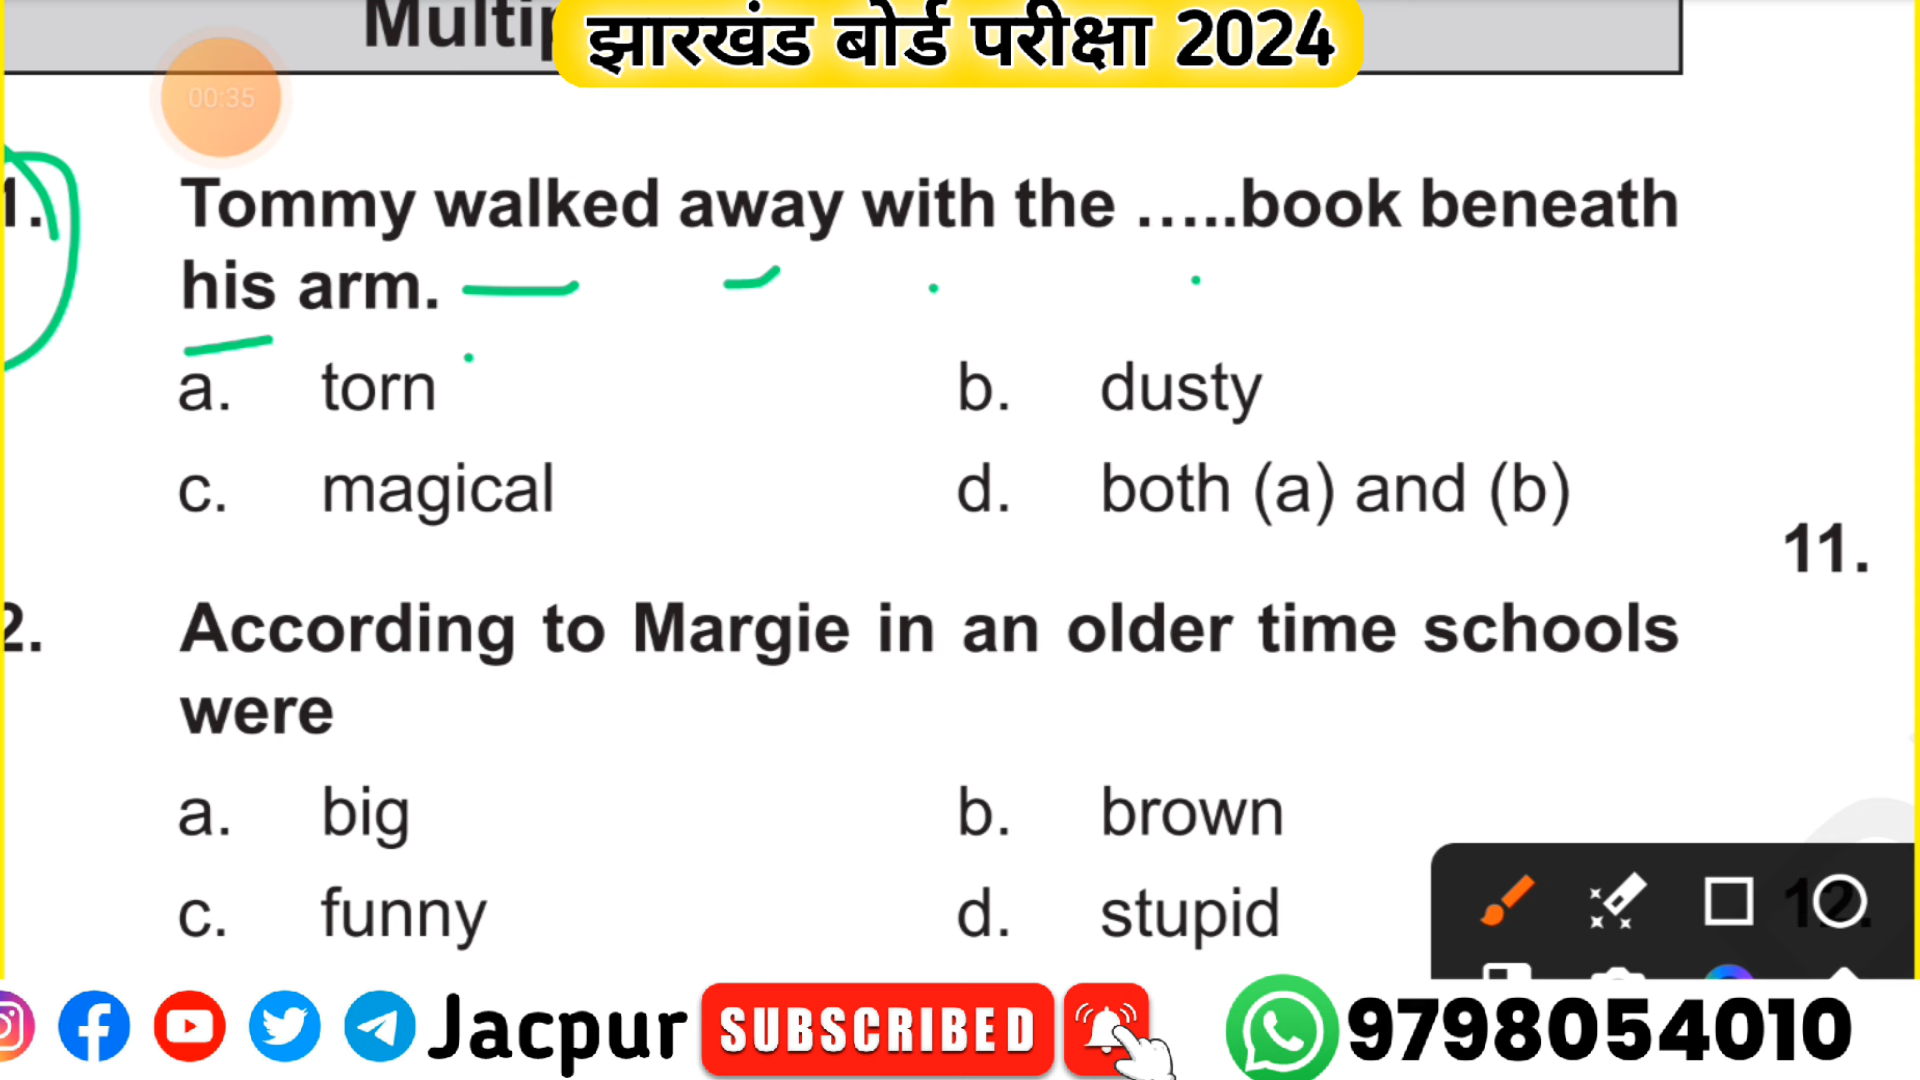 Multip
झारखंड बोर्ड परीक्षा 2024
00:35
1. Tommy walked away with the .....book beneath
his arm.
a. torn b. dusty
c. magical d. both (a) and (b)
11.
2. According to Margie in an older time schools
were
a. big b. brown
c. funny d. stupid
12.
Jacpur SUBSCRIBED 9798054010